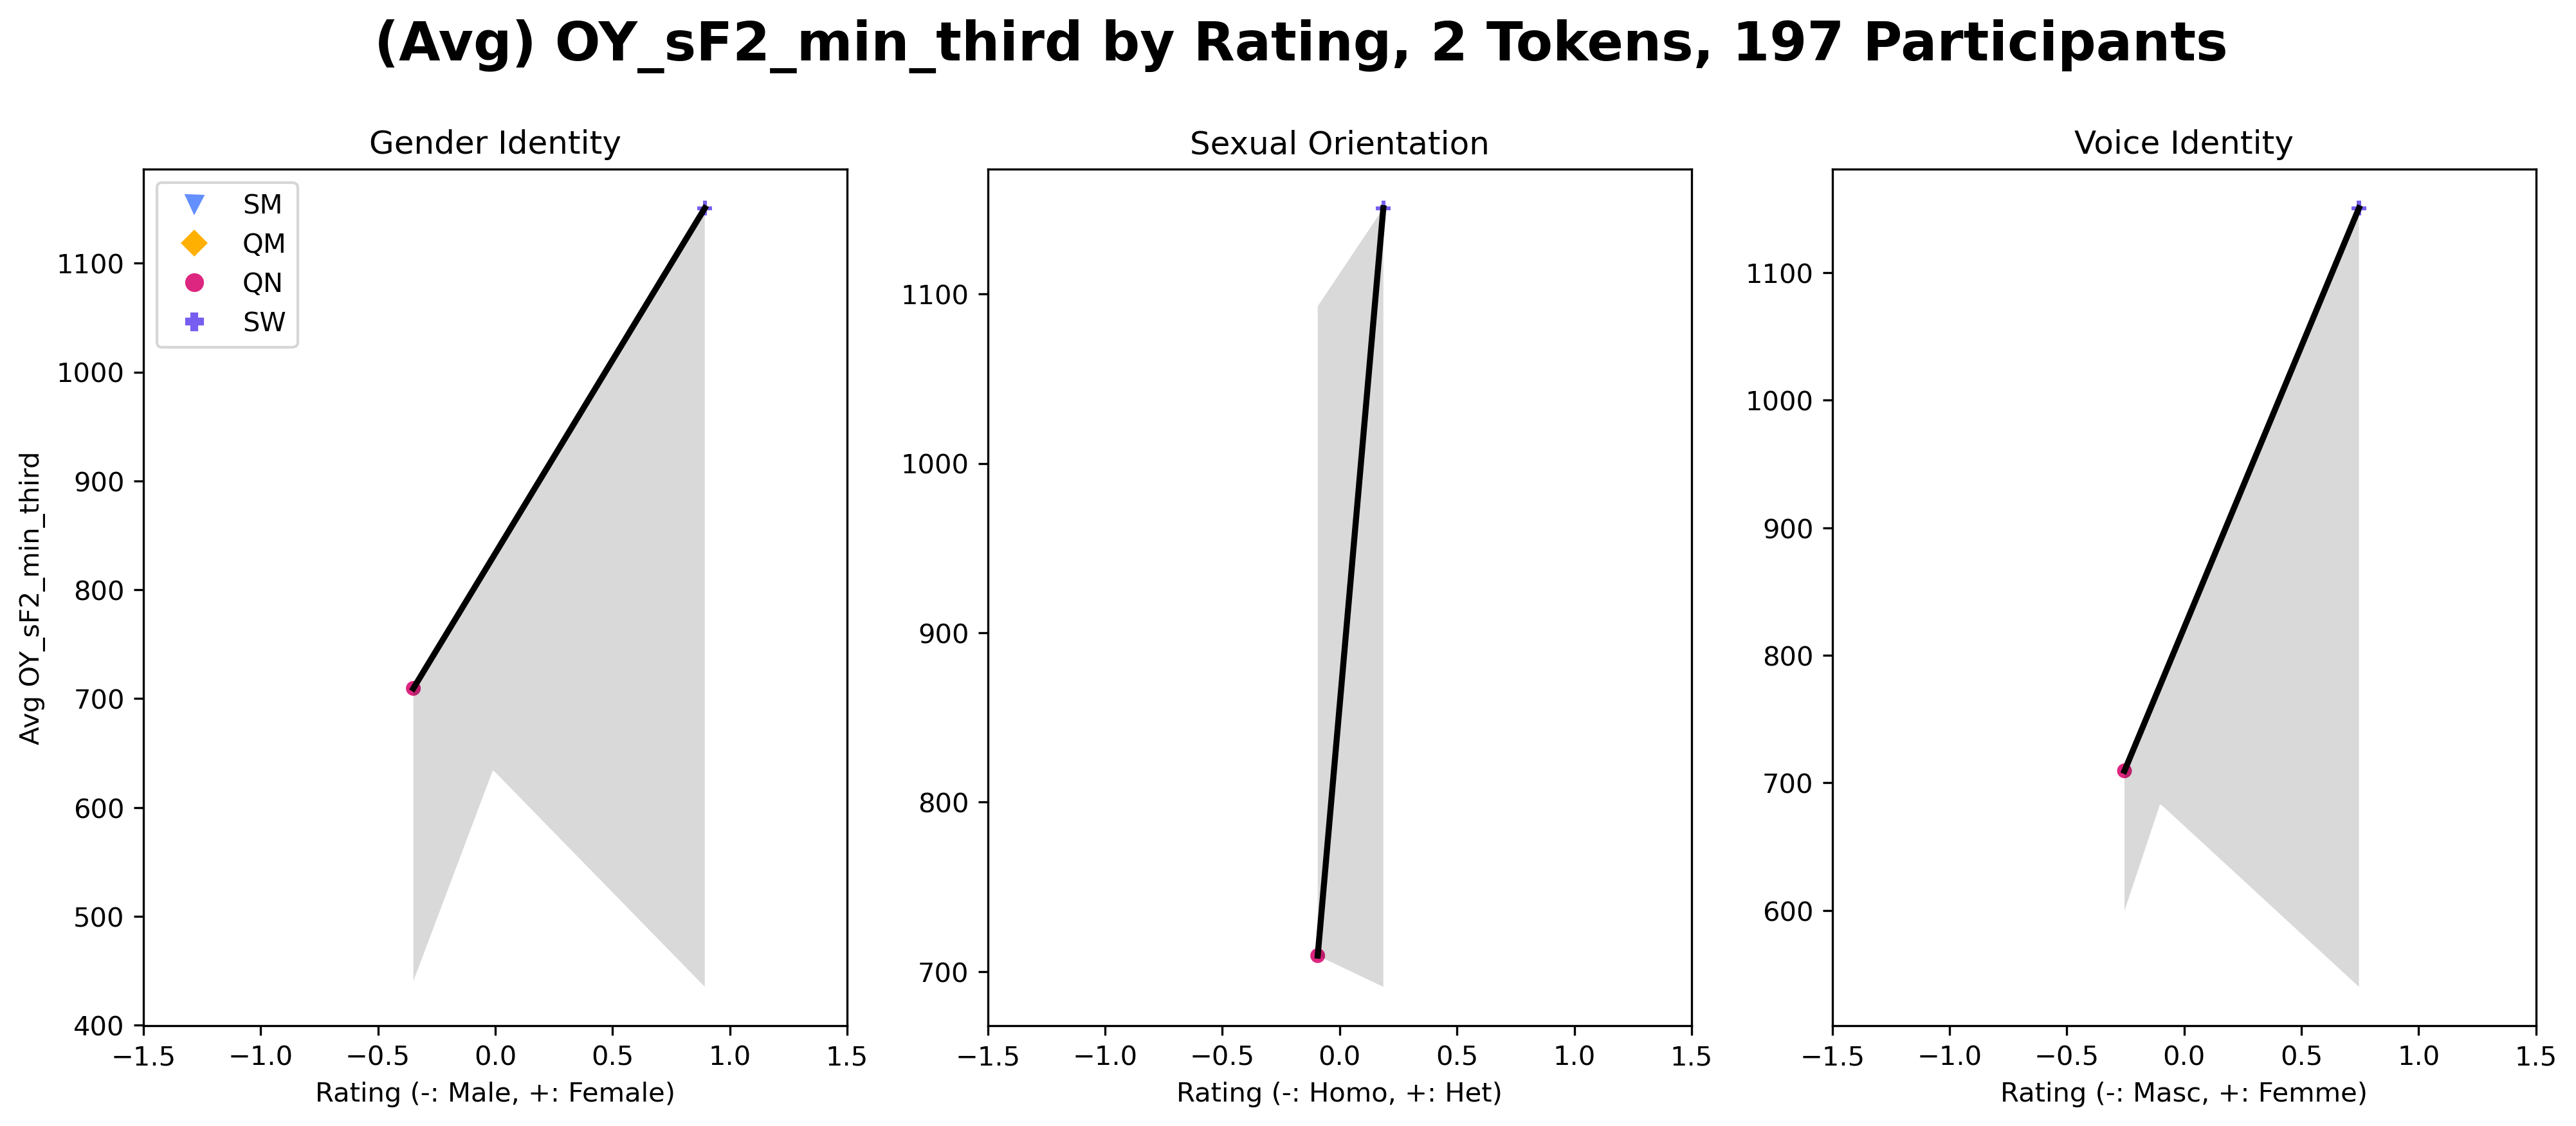 (Avg) OY_sF2_min_third by Rating, 2 Tokens, 197 Participants
Gender Identity
SM
QM
QN
SW
Avg OY_sF2_min_third
1100
1000
900
800
700
600
500
400
−1.5 −1.0 −0.5 0.0 0.5 1.0 1.5
Rating (-: Male, +: Female)
Sexual Orientation
1100
1000
900
800
700
−1.5 −1.0 −0.5 0.0 0.5 1.0 1.5
Rating (-: Homo, +: Het)
Voice Identity
1100
1000
900
800
700
600
−1.5 −1.0 −0.5 0.0 0.5 1.0 1.5
Rating (-: Masc, +: Femme)